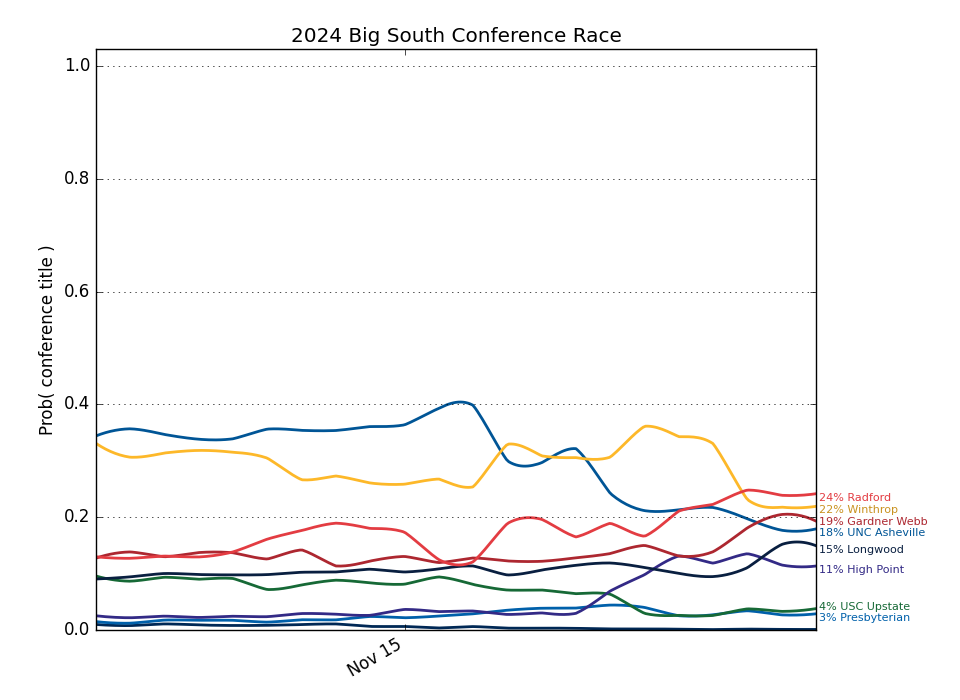 2024 Big South Conference Race
1.0
0.8
0.6
0.4
0.2
0.0
Prob( conference title )
Nov 15
24% Radford
22% Winthrop
19% Gardner Webb
18% UNC Asheville
15% Longwood
11% High Point
4% USC Upstate
3% Presbyterian